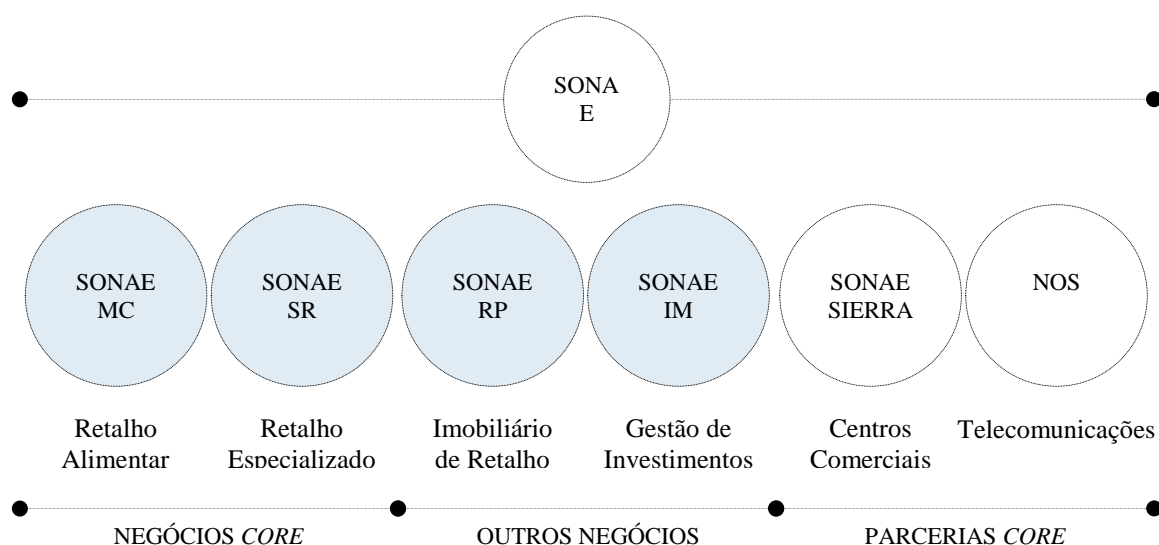 SONA
E
SONAE
MC
SONAE
SR
SONAE
RP
SONAE
IM
SONAE
SIERRA
NOS
Retalho
Alimentar
Retalho
Especializado
Imobiliário
de Retalho
Gestão de
Investimentos
Centros
Comerciais
Telecomunicações
NEGÓCIOS CORE
OUTROS NEGÓCIOS
PARCERIAS CORE